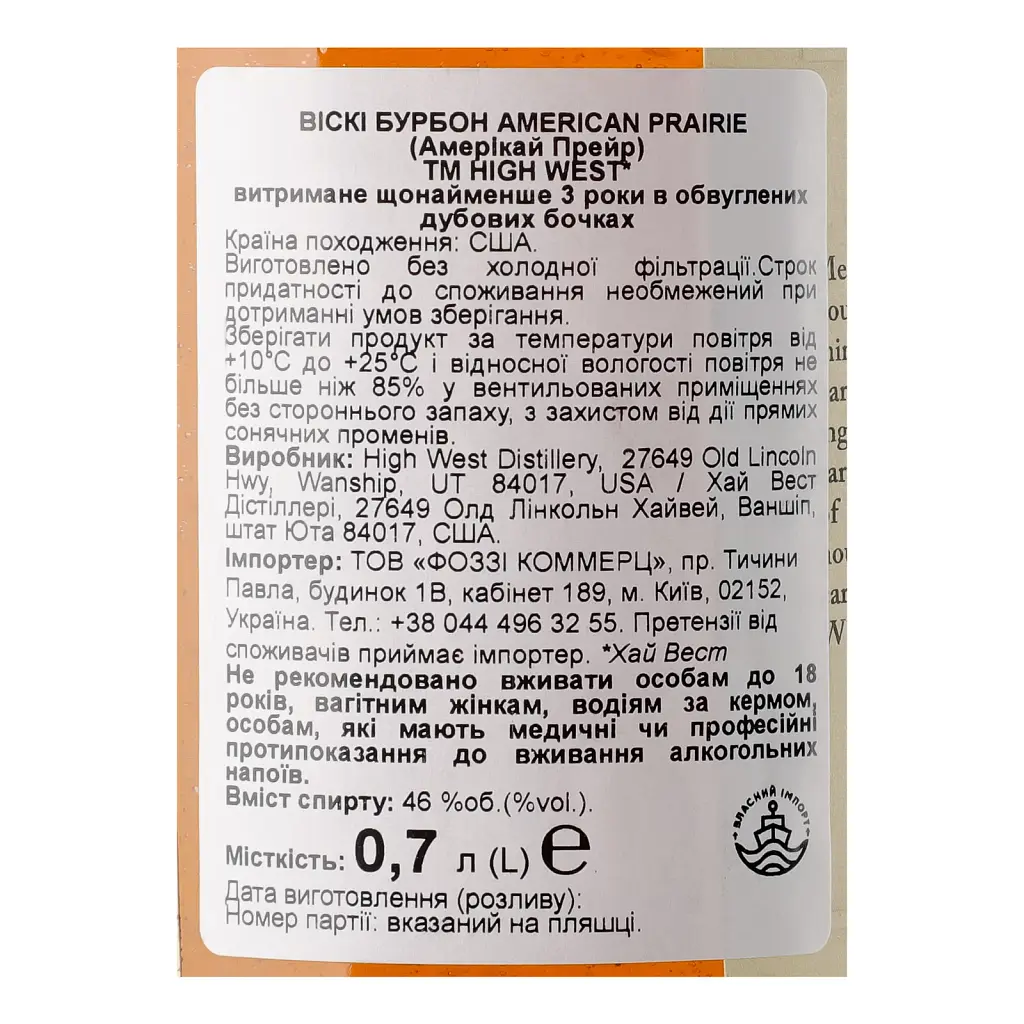 ВІСКІ БУРБОН AMERICAN PRAIRIE
(Амерікай Прейр)
TM HIGH WEST*
витримане щонайменше 3 роки в обвуглених
дубових бочках
Країна походження: США.
Виготовлено без холодної фільтрації.Строк
придатності до споживання необмежений при
дотриманні умов зберігання.
Зберігати продукт за температури повітря від
+10°С до +25°С і відносної вологості повітря не
більше ніж 85% у вентильованих приміщеннях
без стороннього запаху, з захистом від дії прямих
сонячних променів.
Виробник: High West Distillery, 27649 Old Lincoln
Hwy, Wanship, UT 84017, USA / Хай Вест
Дістіллері, 27649 Олд Лінкольн Хайвей, Ваншіп,
штат Юта 84017, США.
Імпортер: ТОВ «ФОЗЗІ КОММЕРЦ», пр. Тичини
Павла, будинок 1В, кабінет 189, м. Київ, 02152,
Україна. Тел.: +38 044 496 32 55. Претензії від
споживачів приймає імпортер. *Хай Вест
Не рекомендовано вживати особам до 18
років, вагітним жінкам, водіям за кермом,
особам, які мають медичні чи професійні
протипоказання до вживання алкогольних
напоїв.
Вміст спирту: 46 %об.(%vol.).
ВЛАСНИЙ ІМПОРТ
Місткість: 0,7 л (L) e
Дата виготовлення (розливу):
Номер партії: вказаний на пляшці.